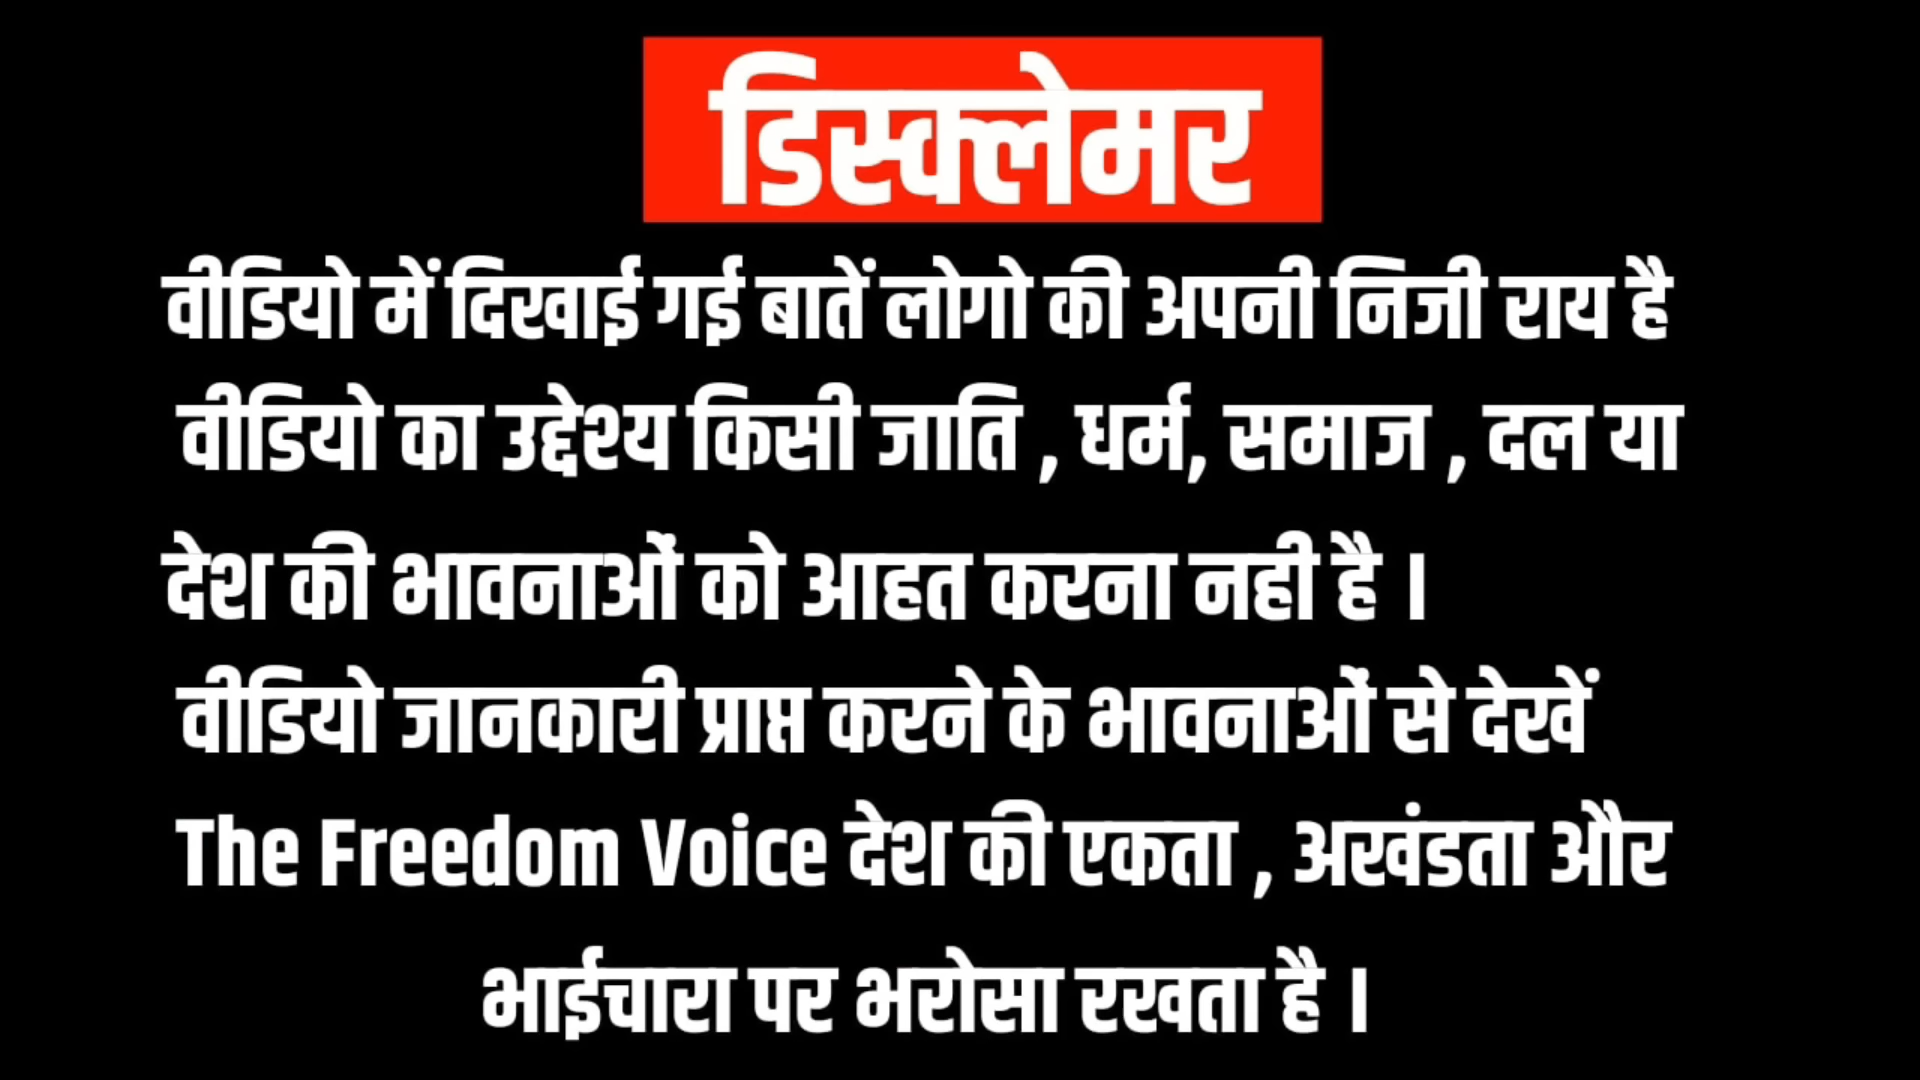 डिस्क्लेमर
वीडियो में दिखाई गई बातें लोगो की अपनी निजी राय है
वीडियो का उद्देश्य किसी जाति , धर्म, समाज , दल या
देश की भावनाओं को आहत करना नही है ।
वीडियो जानकारी प्राप्त करने के भावनाओं से देखें
The Freedom Voice देश की एकता , अखंडता और
भाईचारा पर भरोसा रखता है ।